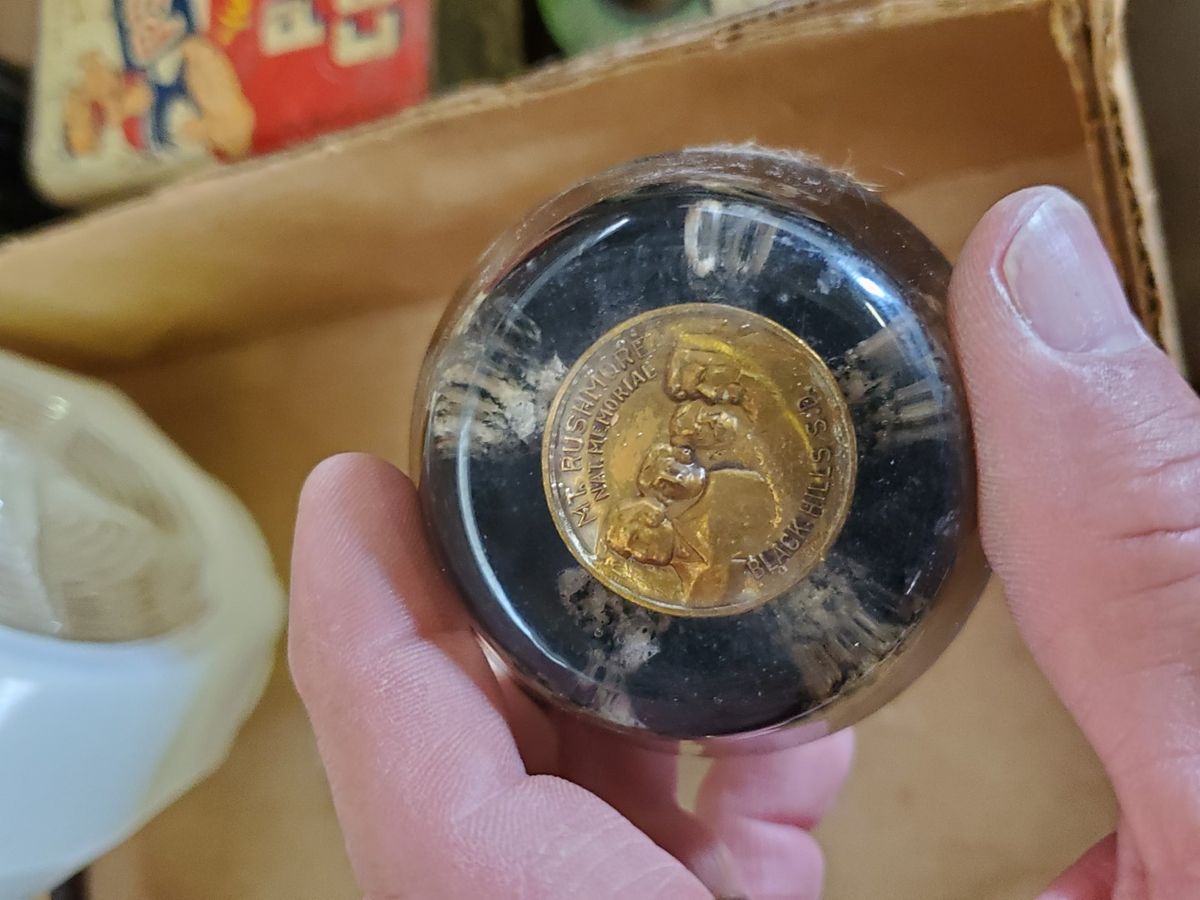 MT. RUSHMORE
NAT. MEMORIAL
BLACK HILLS S.D.